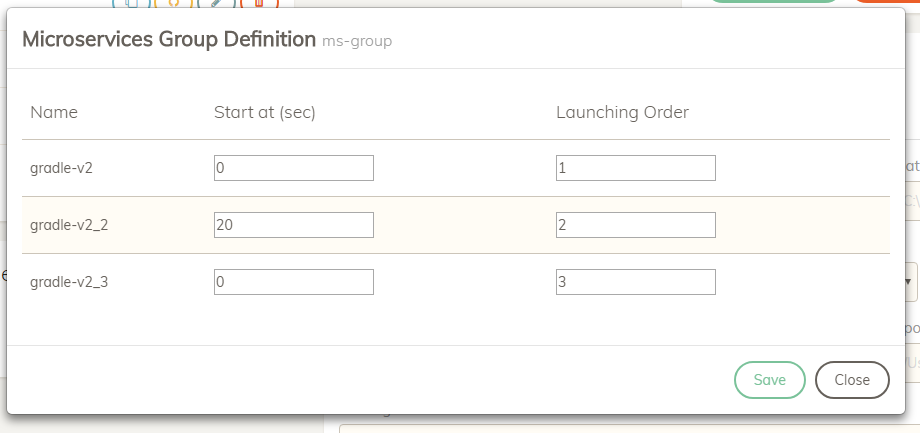 Microservices Group Definition ms-group
Name Start at (sec) Launching Order
gradle-v2 0 1
gradle-v2_2 20 2
gradle-v2_3 0 3
Save Close